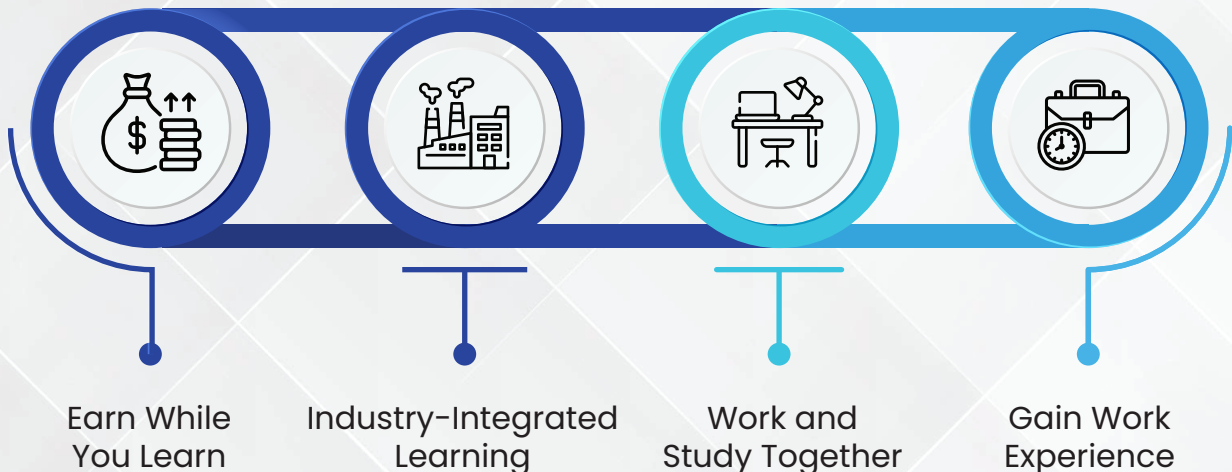 Earn While
You Learn
Industry-Integrated
Learning
Work and
Study Together
Gain Work
Experience
$